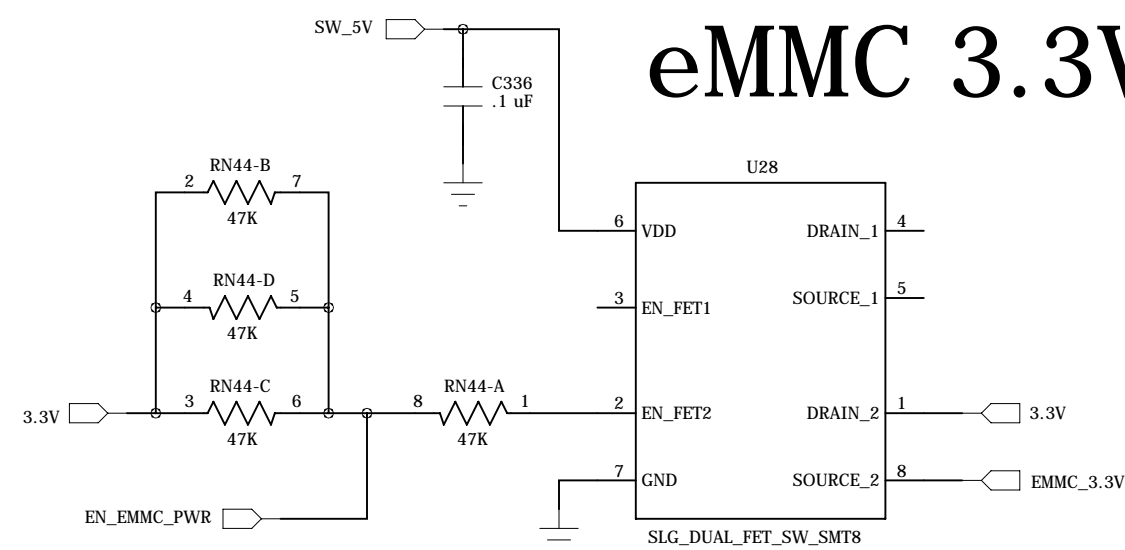 SW_5V
eMMC 3.3V
C336
.1 uF
RN44-B
2 7
47K
U28
6 VDD DRAIN_1 4
RN44-D
4 5
47K
3 EN_FET1 SOURCE_1 5
RN44-C
3 6
47K
RN44-A
8 1
47K
3.3V
2 EN_FET2 DRAIN_2 1 3.3V
7 GND SOURCE_2 8 EMMC_3.3V
EN_EMMC_PWR
SLG_DUAL_FET_SW_SMT8